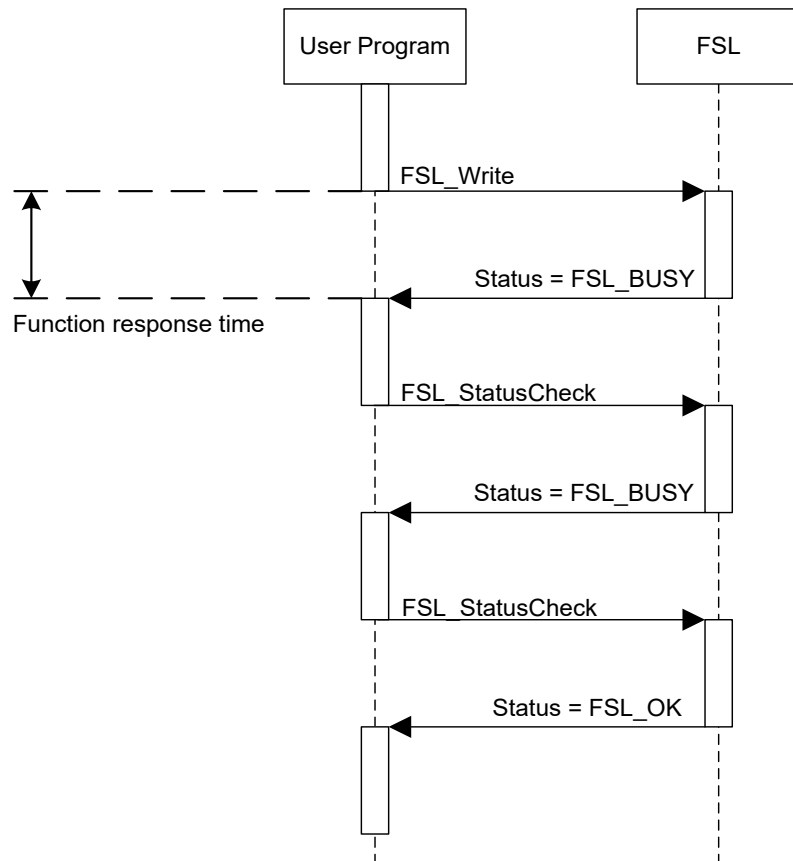 User Program
FSL
FSL_Write
Status = FSL_BUSY
Function response time
FSL_StatusCheck
Status = FSL_BUSY
FSL_StatusCheck
Status = FSL_OK